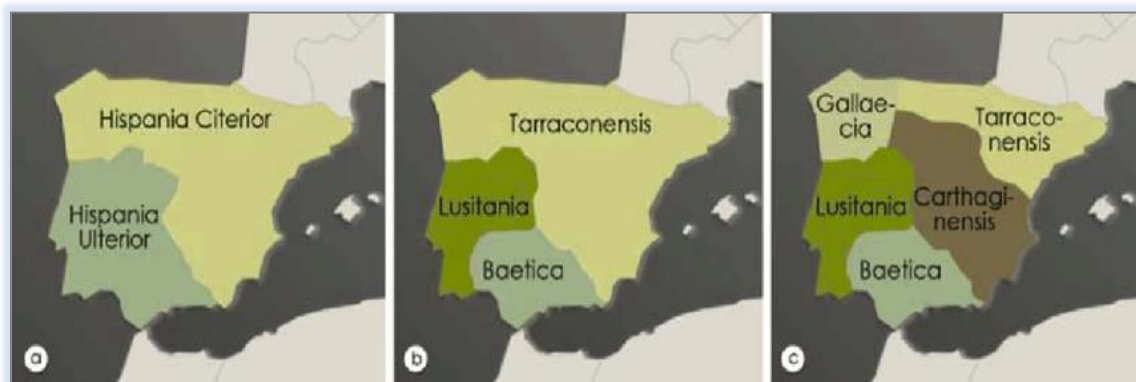 Hispania Citerior
Hispania
Ulterior
a
Tarraconensis
Lusitania
Baetica
b
Gallae-
cia
Tarraco-
nensis
Lusitania
Carthagi-
nensis
Baetica
c